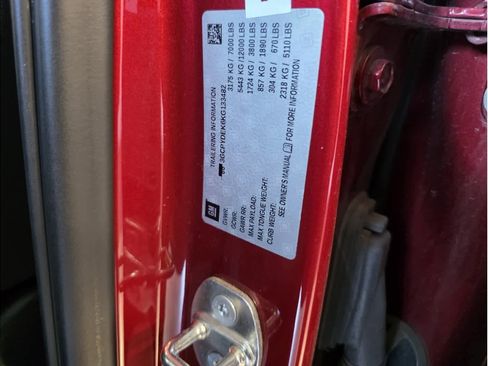 TRAILERING INFORMATION
3GCPYDEK6KG123482
GM
GVWR: 3175 KG / 7000 LBS
GCWR: 5443 KG / 12000 LBS
GAWR RR: 1724 KG / 3800 LBS
MAX PAYLOAD: 857 KG / 1890 LBS
MAX TONGUE WEIGHT: 304 KG / 670 LBS
CURB WEIGHT: 2318 KG / 5110 LBS
SEE OWNER'S MANUAL FOR MORE INFORMATION